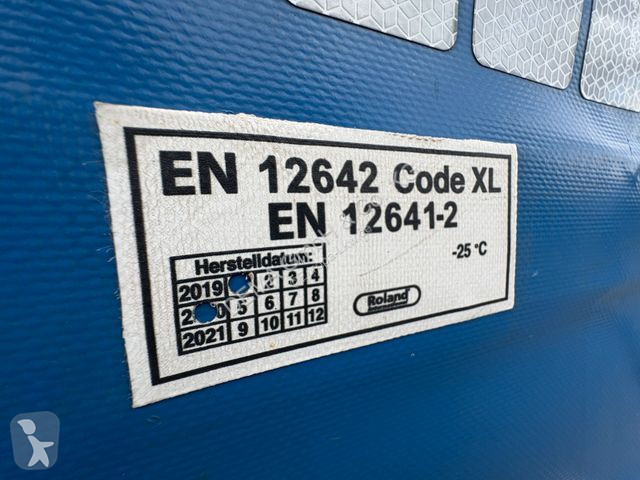 EN 12642 Code XL
EN 12641-2
-25 °C
Herstelldatum:
2019 2 3 4
5 6 7 8
2021 9 10 11 12
Roland